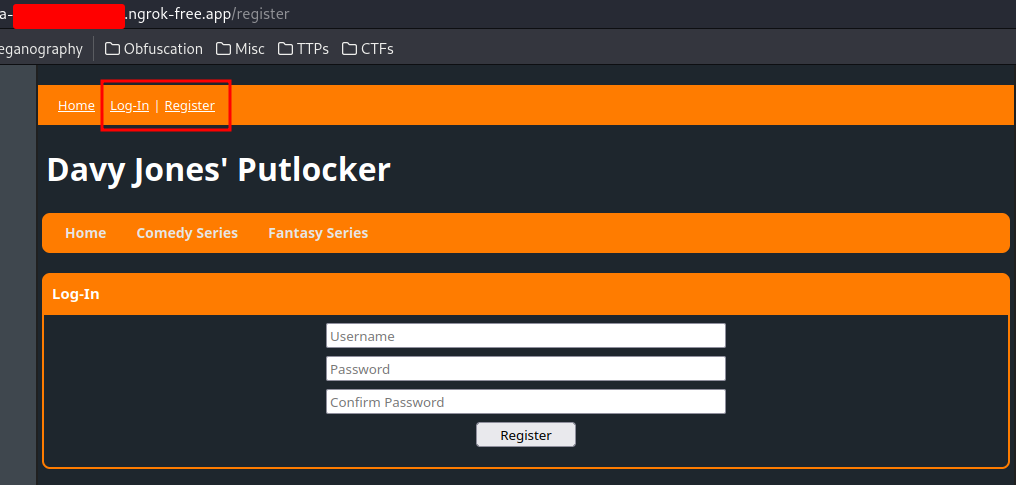 a- .ngrok-free.app/register
eganography Obfuscation Misc TTPs CTFs
Home Log-In | Register
Davy Jones' Putlocker
Home Comedy Series Fantasy Series
Log-In
Username
Password
Confirm Password
Register